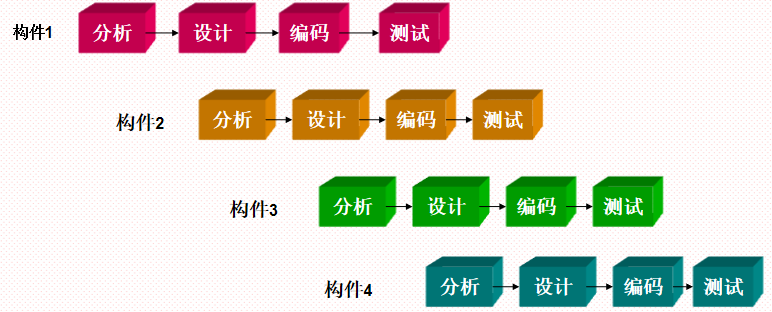 构件1 分析 设计 编码 测试
构件2 分析 设计 编码 测试
构件3 分析 设计 编码 测试
构件4 分析 设计 编码 测试